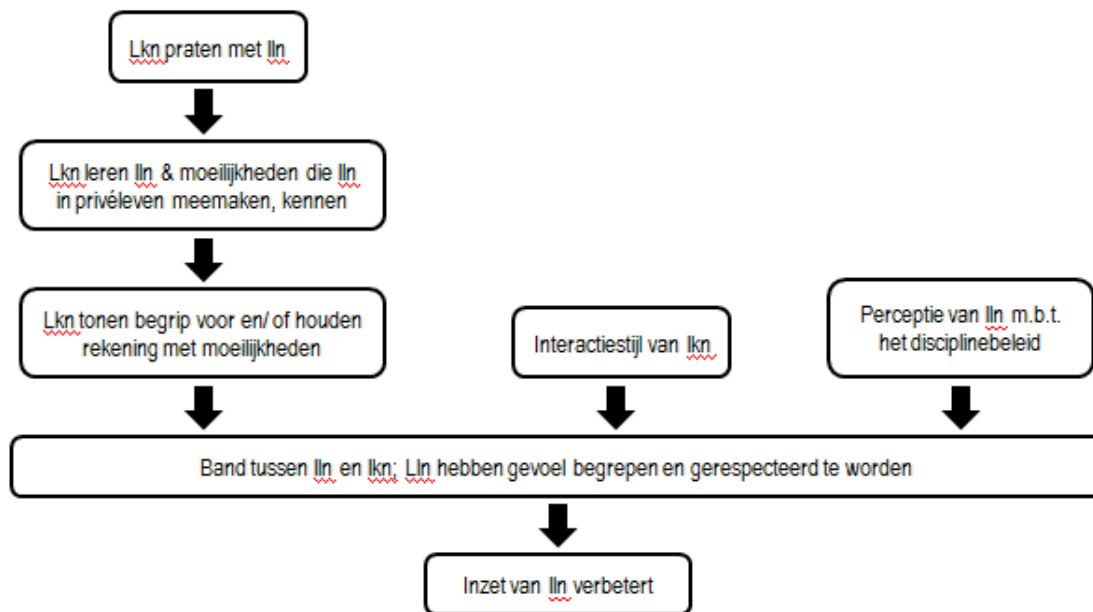 Lkn praten met lln
Lkn leren lln & moeilijkheden die lln
in privéleven meemaken, kennen
Lkn tonen begrip voor en/ of houden
rekening met moeilijkheden
Interactiestijl van lkn
Perceptie van lln m.b.t.
het disciplinebeleid
Band tussen lln en lkn; Lln hebben gevoel begrepen en gerespecteerd te worden
Inzet van lln verbetert